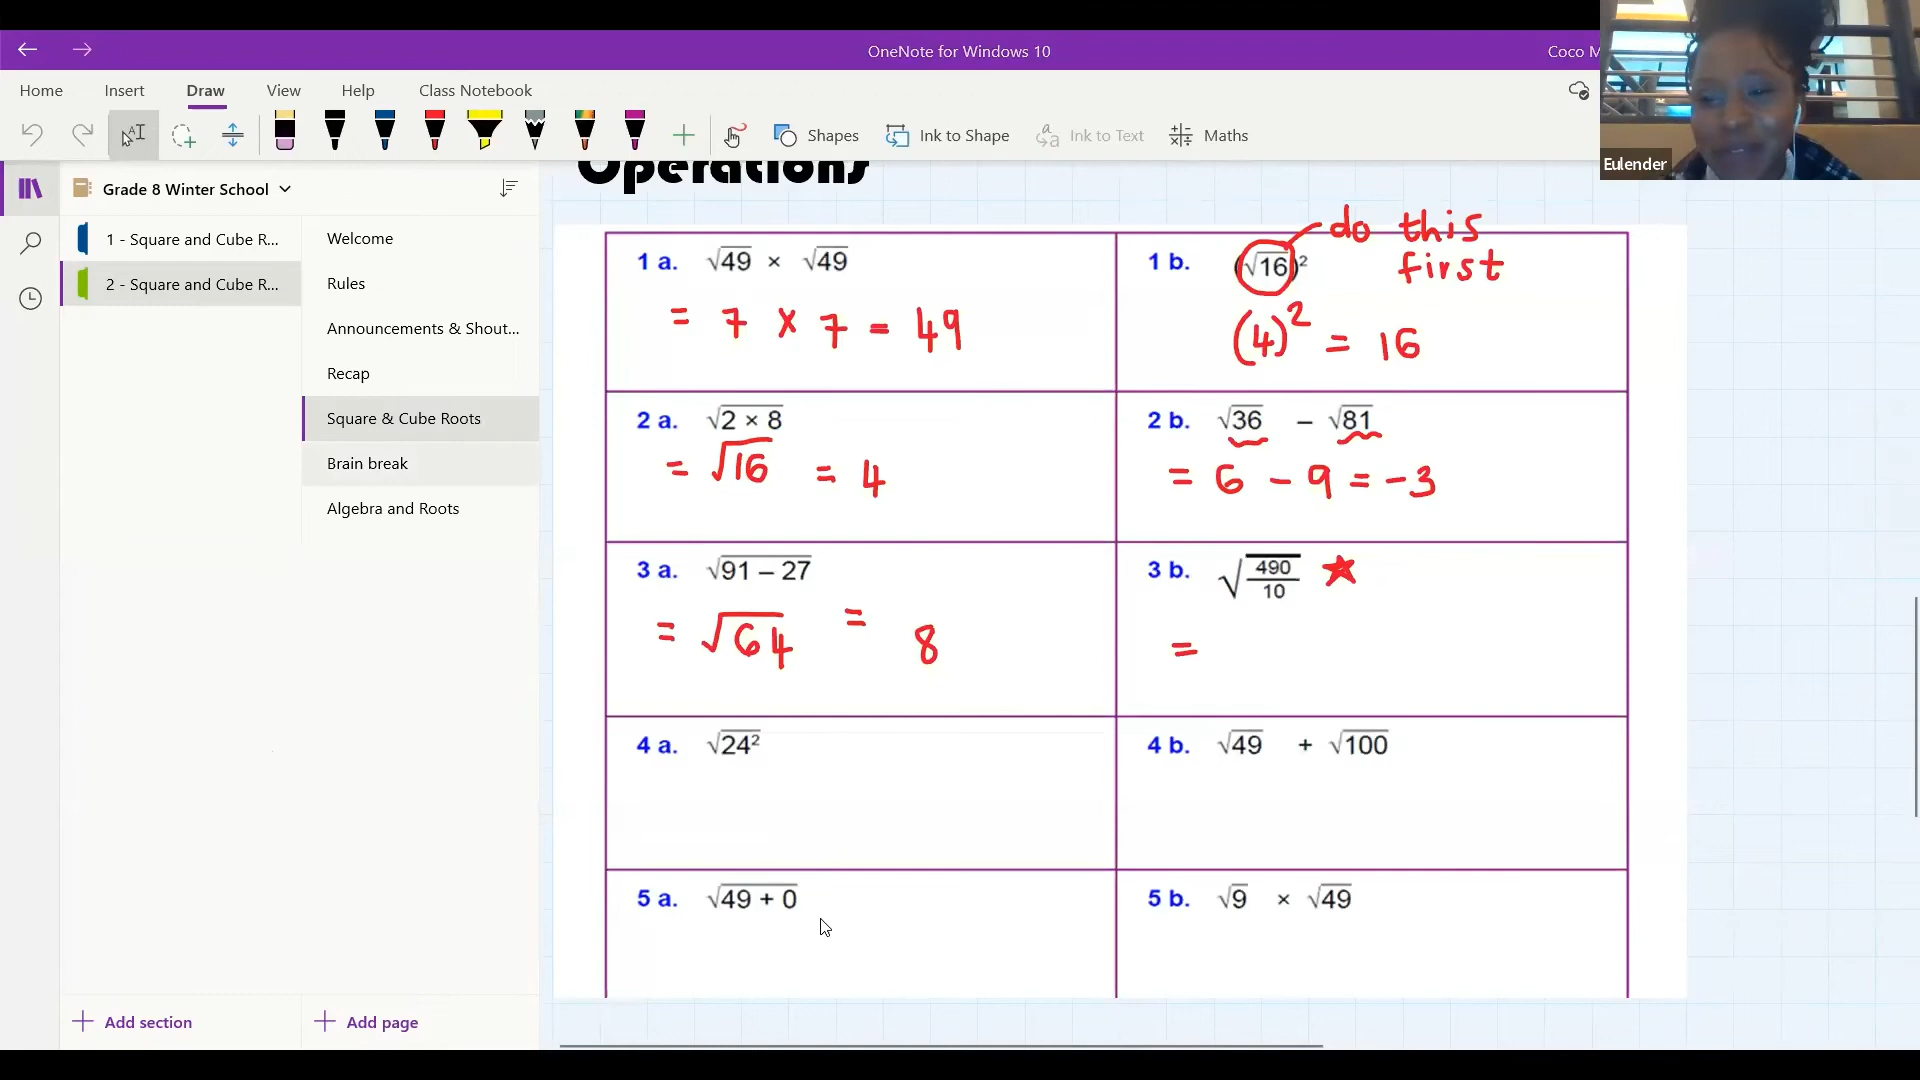 OneNote for Windows 10
Coco M
Home Insert Draw View Help Class Notebook
Shapes Ink to Shape Ink to Text Maths
Eulender
Grade 8 Winter School
1 - Square and Cube R...
2 - Square and Cube R...
Welcome
Rules
Announcements & Shout...
Recap
Square & Cube Roots
Brain break
Algebra and Roots
Add section
Add page
Operations
1 a. √49 × √49
= 7 × 7 = 49
1 b. (√16)²
do this
first
(4)² = 16
2 a. √2 × 8
= √16 = 4
2 b. √36 – √81
= 6 - 9 = -3
3 a. √91 – 27
= √64 = 8
3 b. √490/10 ★
=
4 a. √24²
4 b. √49 + √100
5 a. √49 + 0
5 b. √9 × √49